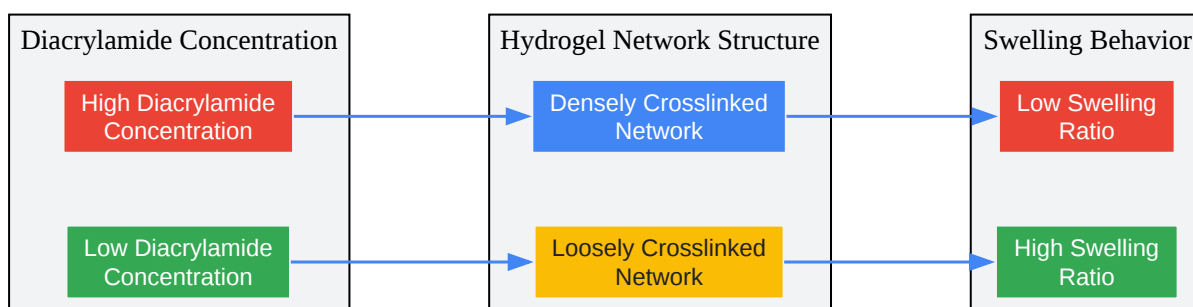 Diacrylamide Concentration
High Diacrylamide
Concentration
Low Diacrylamide
Concentration
Hydrogel Network Structure
Densely Crosslinked
Network
Loosely Crosslinked
Network
Swelling Behavior
Low Swelling
Ratio
High Swelling
Ratio